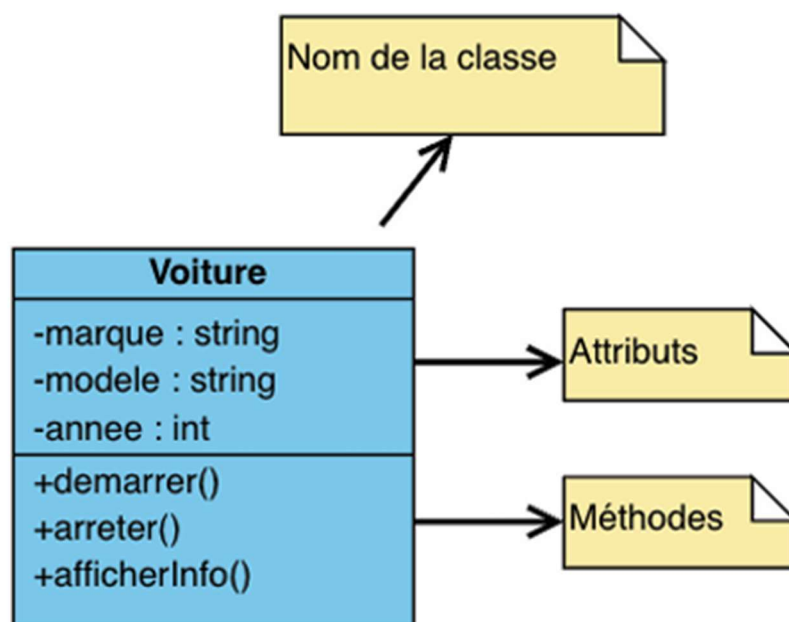 Nom de la classe
Voiture
-marque : string
-modele : string
-annee : int
Attributs
+demarrer()
+arreter()
+afficherInfo()
Méthodes